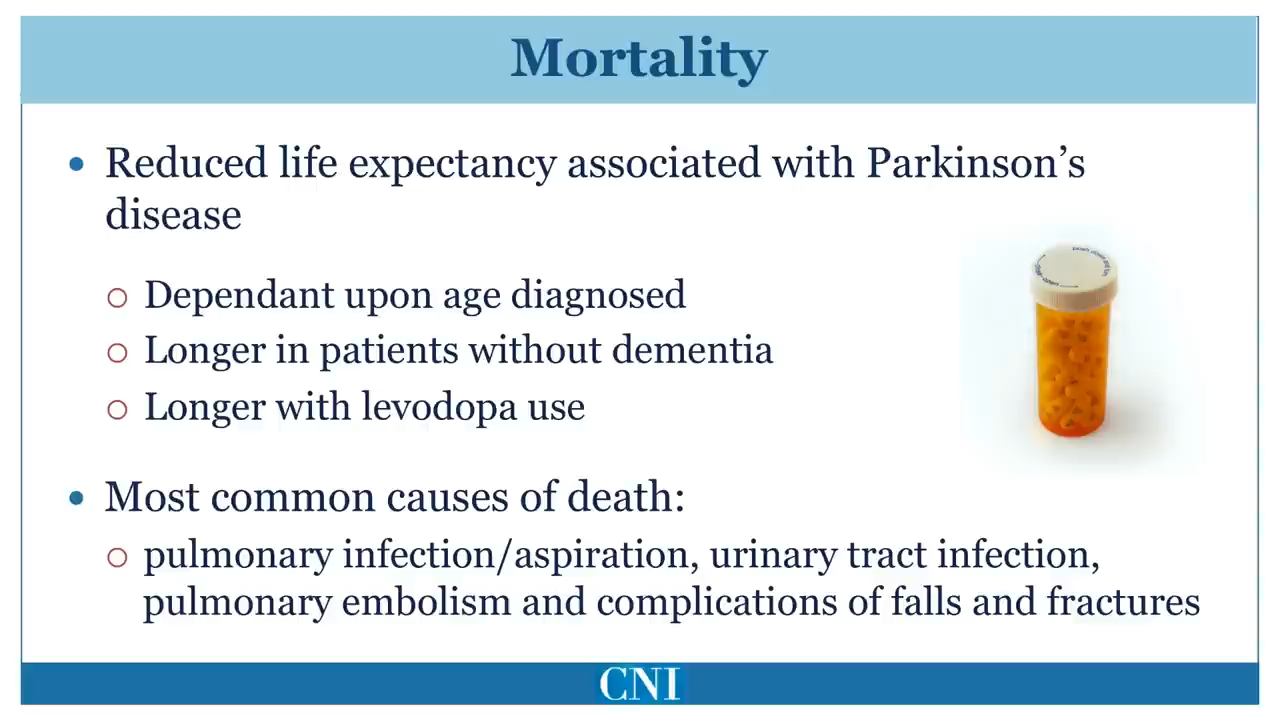 Mortality
• Reduced life expectancy associated with Parkinson’s
disease
○ Dependant upon age diagnosed
○ Longer in patients without dementia
○ Longer with levodopa use
• Most common causes of death:
○ pulmonary infection/aspiration, urinary tract infection,
pulmonary embolism and complications of falls and fractures
CNI